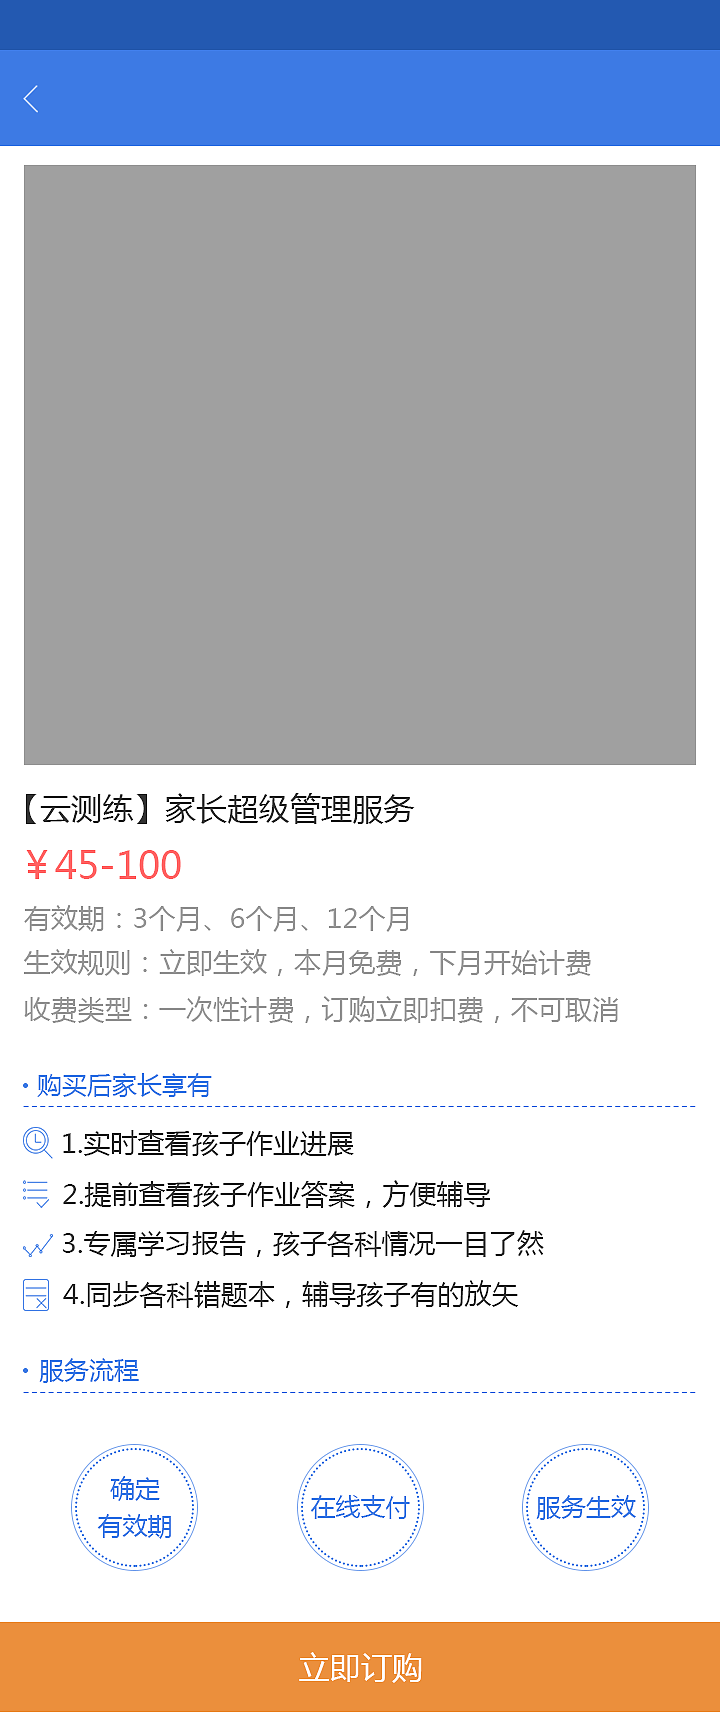 【云测练】家长超级管理服务
￥45-100
有效期：3个月、6个月、12个月
生效规则：立即生效，本月免费，下月开始计费
收费类型：一次性计费，订购立即扣费，不可取消
· 购买后家长享有
1.实时查看孩子作业进展
2.提前查看孩子作业答案，方便辅导
3.专属学习报告，孩子各科情况一目了然
4.同步各科错题本，辅导孩子有的放矢
· 服务流程
确定
有效期
在线支付
服务生效
立即订购